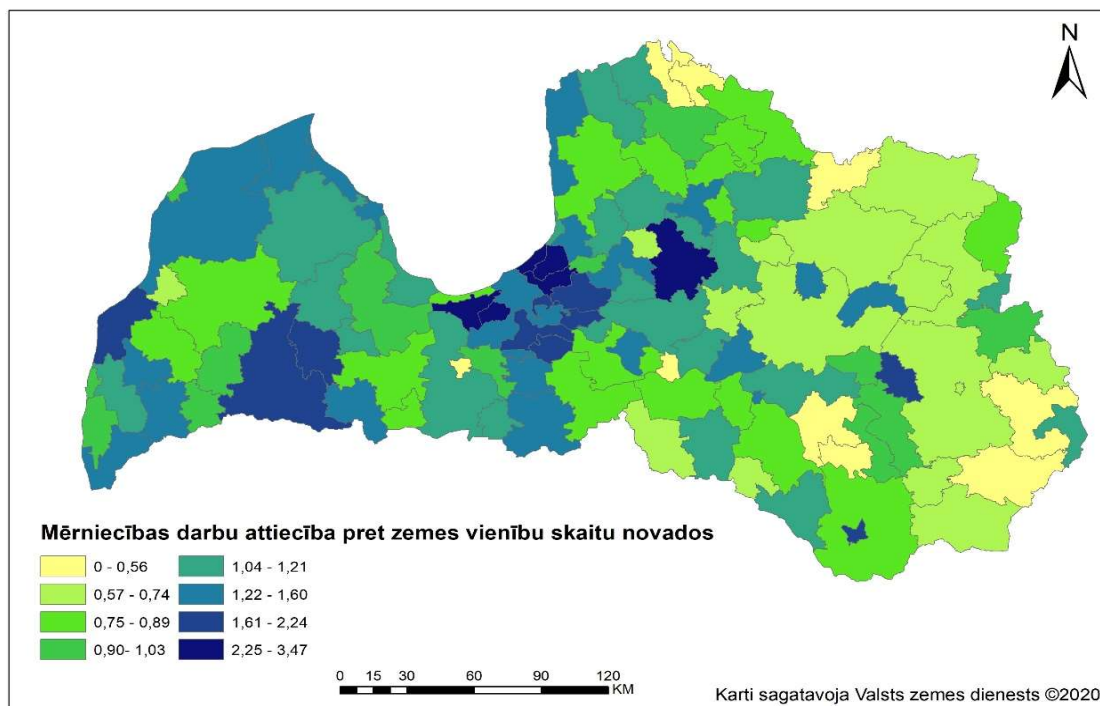 N
Mērniecības darbu attiecība pret zemes vienību skaitu novados
0 - 0,56
0,57 - 0,74
0,75 - 0,89
0,90- 1,03
1,04 - 1,21
1,22 - 1,60
1,61 - 2,24
2,25 - 3,47
0 15 30 60 90 120
KM
Karti sagatavoja Valsts zemes dienests ©2020